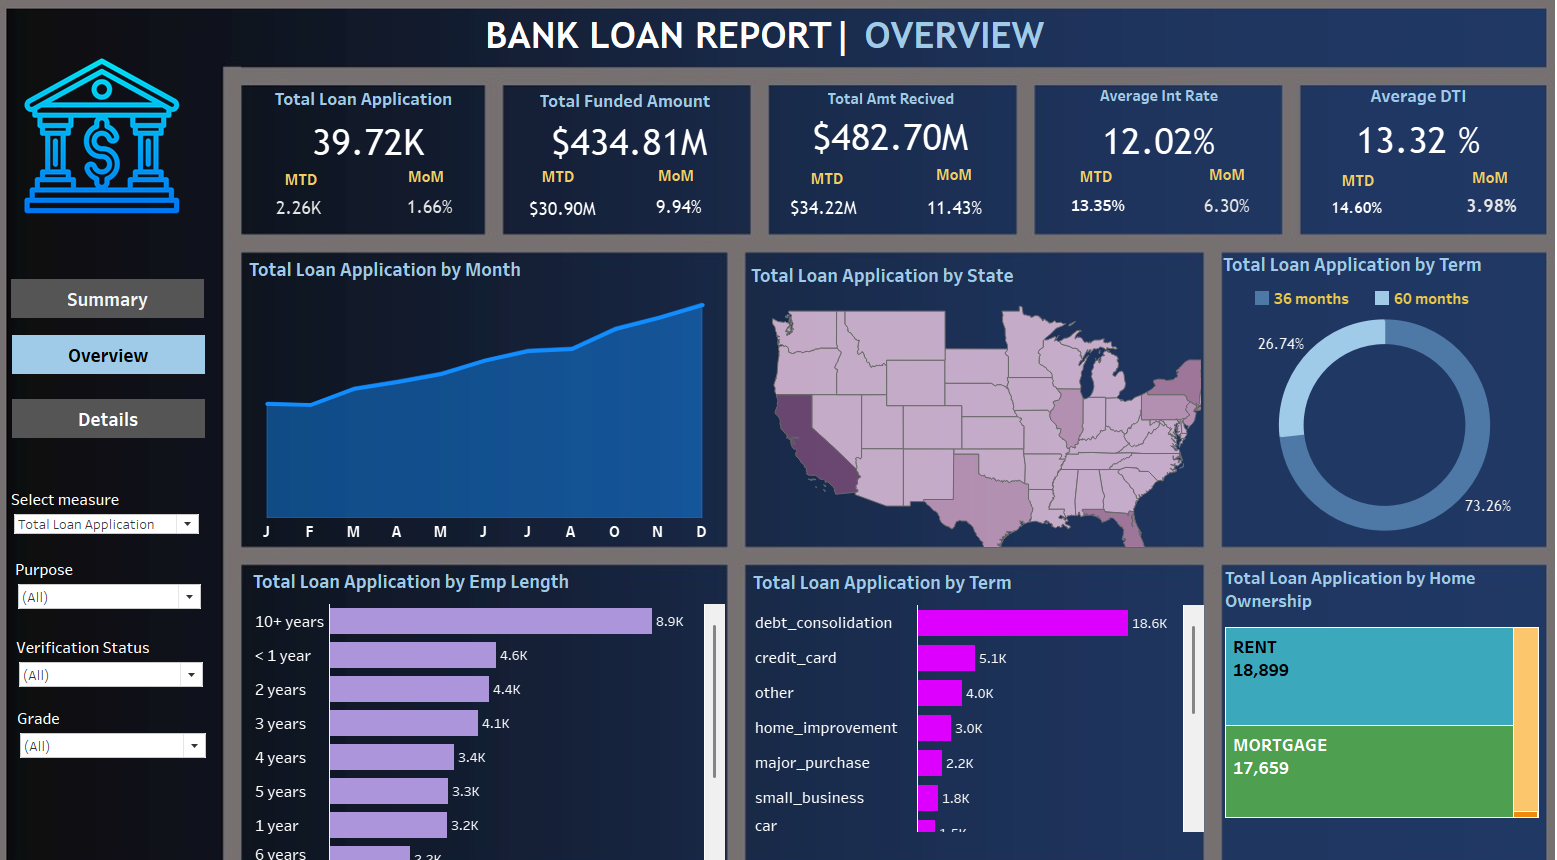 BANK LOAN REPORT| OVERVIEW
Total Loan Application
39.72K
MTD MoM
2.26K 1.66%
Total Funded Amount
$434.81M
MTD MoM
$30.90M 9.94%
Total Amt Recived
$482.70M
MTD MoM
$34.22M 11.43%
Average Int Rate
12.02%
MTD MoM
13.35% 6.30%
Average DTI
13.32 %
MTD MoM
14.60% 3.98%
Summary
Overview
Details
Select measure
Total Loan Application
Purpose
(All)
Verification Status
(All)
Grade
(All)
Total Loan Application by Month
J F M A M J J A O N D
Total Loan Application by State
Total Loan Application by Term
36 months 60 months
26.74%
73.26%
Total Loan Application by Emp Length
10+ years 8.9K
< 1 year 4.6K
2 years 4.4K
3 years 4.1K
4 years 3.4K
5 years 3.3K
1 year 3.2K
6 years
Total Loan Application by Term
debt_consolidation 18.6K
credit_card 5.1K
other 4.0K
home_improvement 3.0K
major_purchase 2.2K
small_business 1.8K
car
Total Loan Application by Home
Ownership
RENT
18,899
MORTGAGE
17,659